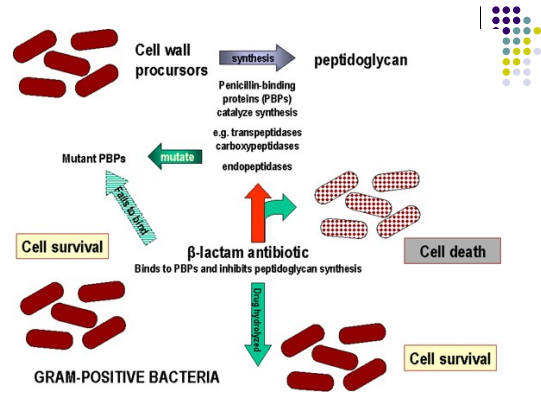 Cell wall
procursors
synthesis
peptidoglycan
Penicillin-binding
proteins (PBPs)
catalyze synthesis
e.g. transpeptidases
carboxypeptidases
endopeptidases
mutate
Mutant PBPs
Fails to bind
Cell survival
Cell death
β-lactam antibiotic
Binds to PBPs and inhibits peptidoglycan synthesis
Drug hydrolyzed
Cell survival
GRAM-POSITIVE BACTERIA